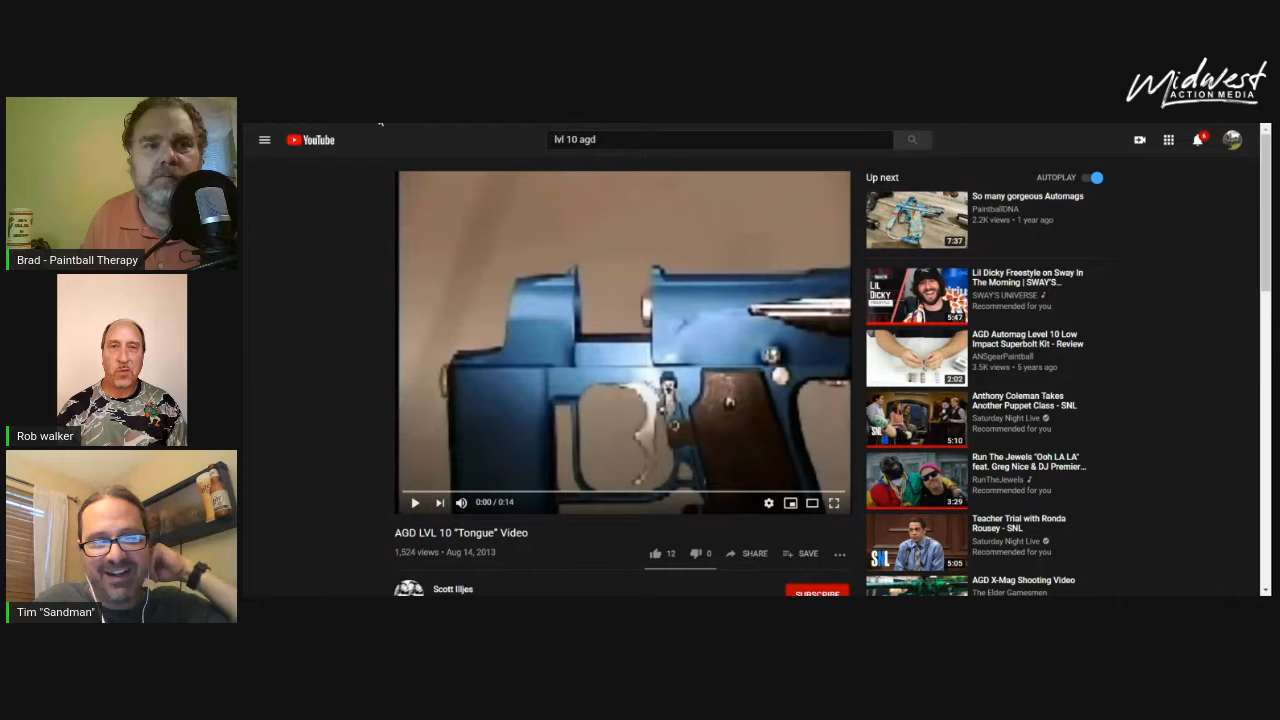 Midwest
ACTION MEDIA
Brad - Paintball Therapy
Rob walker
Tim "Sandman"
YouTube
lvl 10 agd
6
0:00 / 0:14
AGD LVL 10 "Tongue" Video
1,524 views • Aug 14, 2013
12
0
SHARE
SAVE
Scott Illjes
SUBSCRIBE
Up next
AUTOPLAY
So many gorgeous Automags
PaintballDNA
2.2K views • 1 year ago
7:37
Lil Dicky Freestyle on Sway In
The Morning | SWAY'S...
SWAY'S UNIVERSE
Recommended for you
LIL
DICKY
5:47
AGD Automag Level 10 Low
Impact Superbolt Kit - Review
ANSgearPaintball
3.5K views • 5 years ago
2:02
Anthony Coleman Takes
Another Puppet Class - SNL
Saturday Night Live
Recommended for you
SNL
5:10
Run The Jewels "Ooh LA LA"
feat. Greg Nice & DJ Premier...
RunTheJewels
Recommended for you
3:29
Teacher Trial with Ronda
Rousey - SNL
Saturday Night Live
Recommended for you
SNL
5:05
AGD X-Mag Shooting Video
The Elder Gamesmen